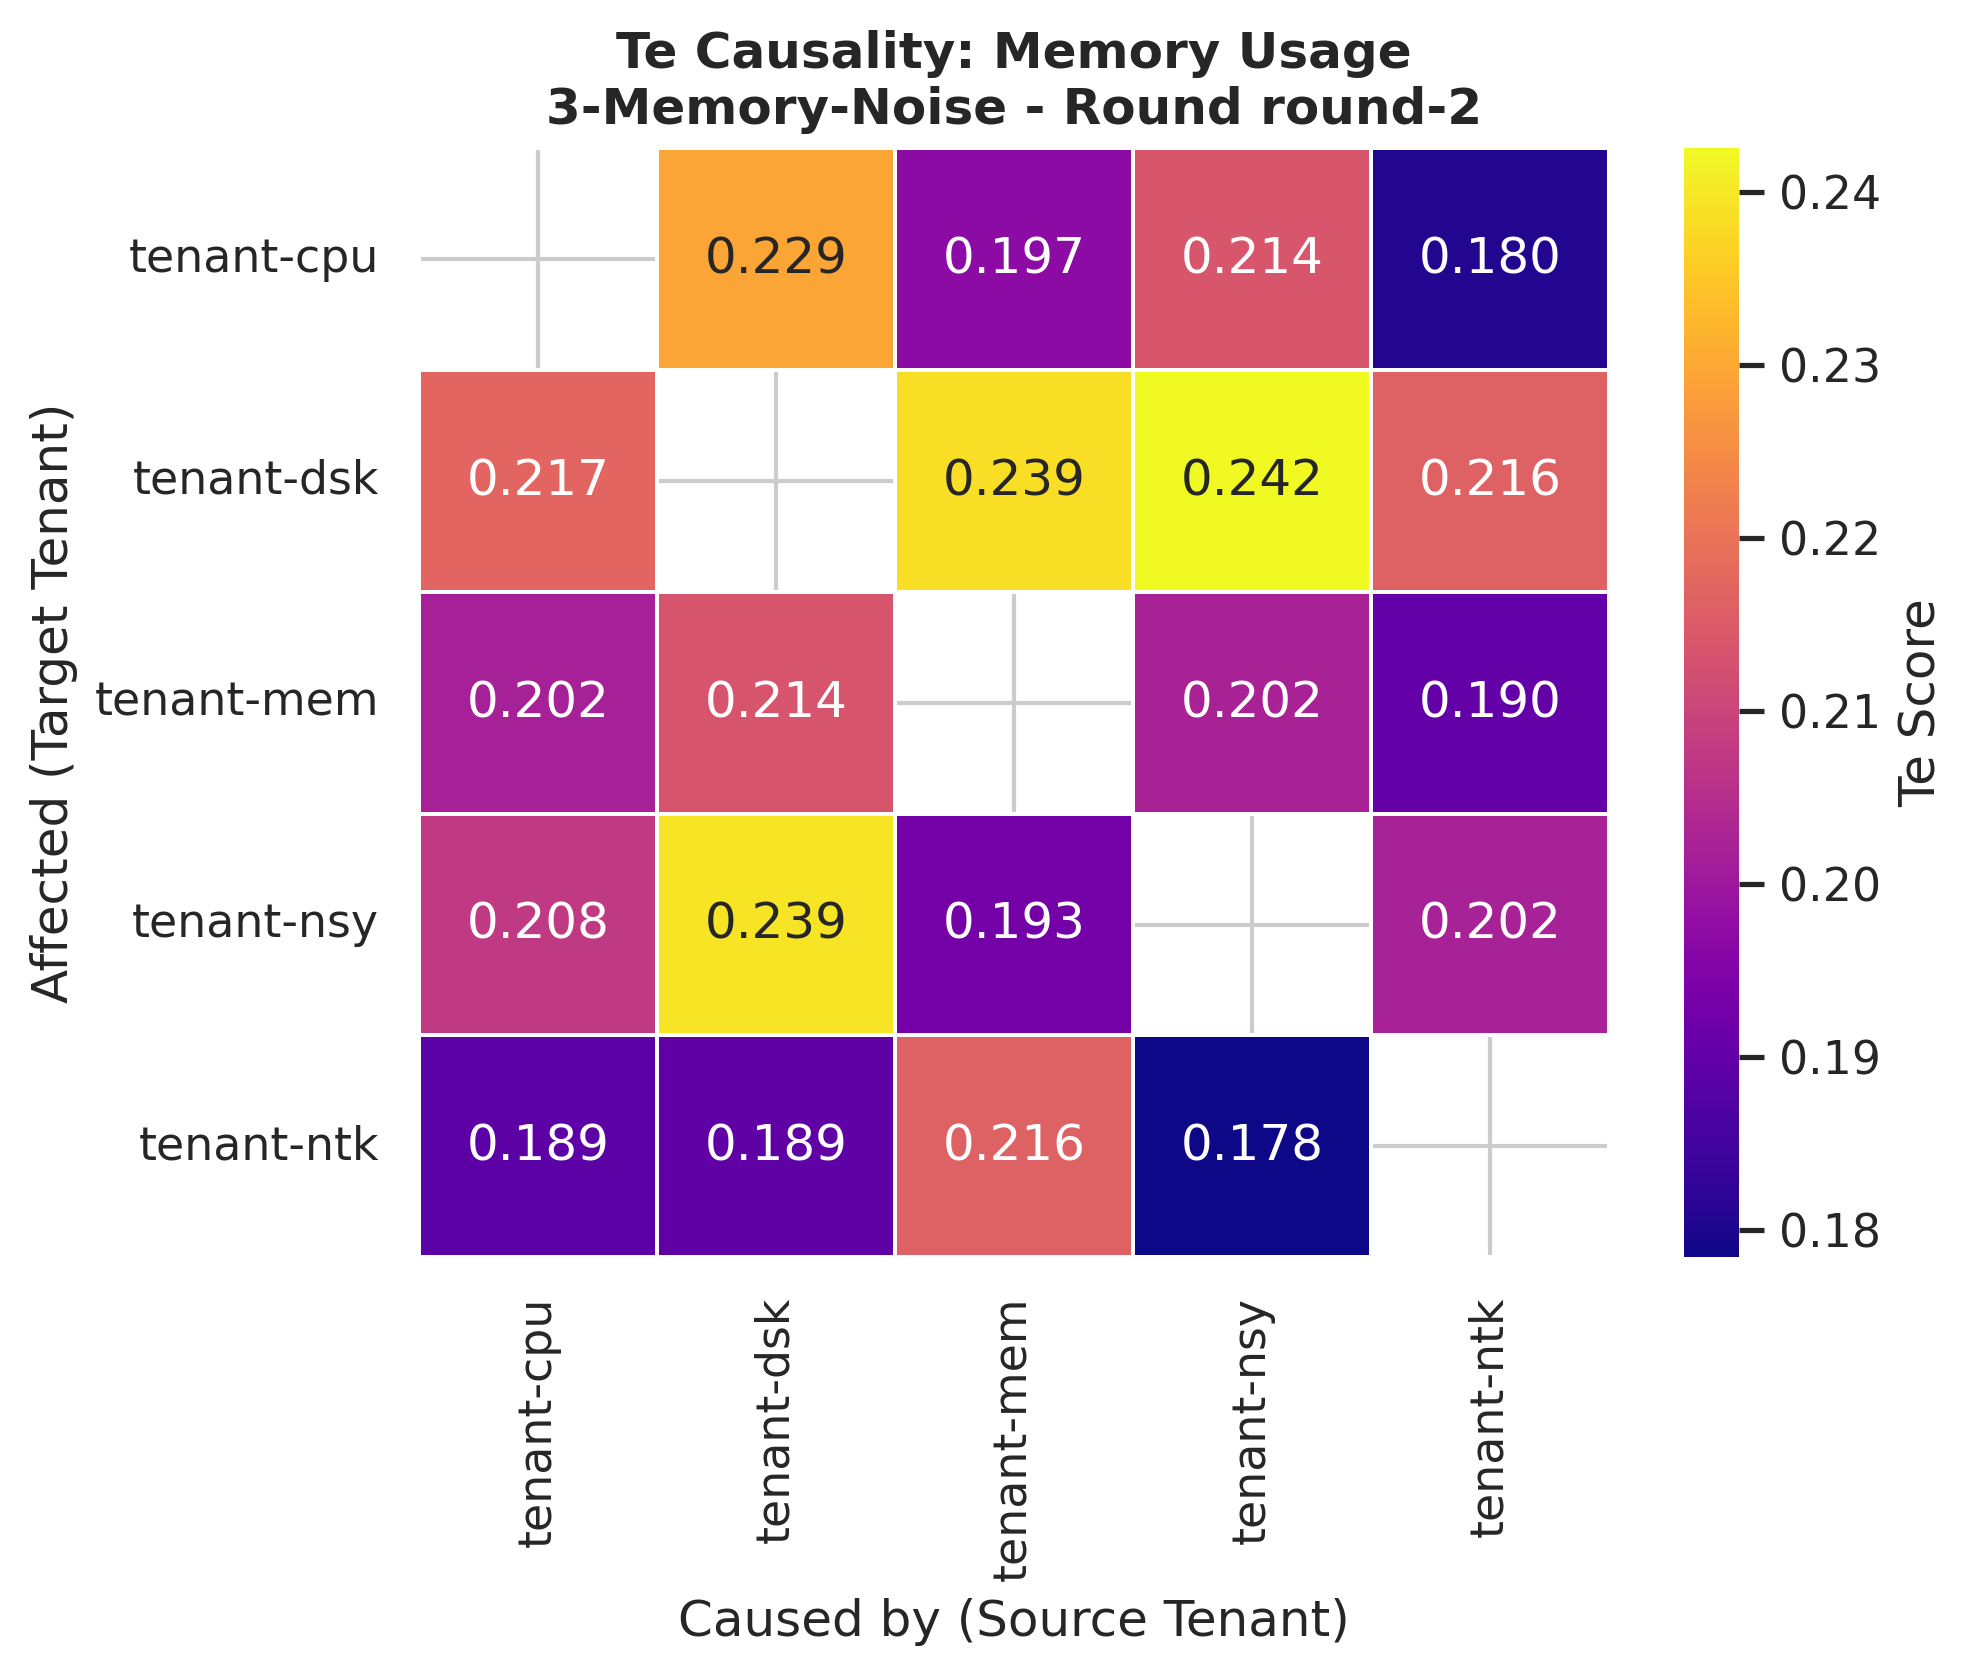 Te Causality: Memory Usage
3-Memory-Noise - Round round-2
Affected (Target Tenant)
tenant-cpu 0.229 0.197 0.214 0.180
tenant-dsk 0.217 0.239 0.242 0.216
tenant-mem 0.202 0.214 0.202 0.190
tenant-nsy 0.208 0.239 0.193 0.202
tenant-ntk 0.189 0.189 0.216 0.178
tenant-cpu tenant-dsk tenant-mem tenant-nsy tenant-ntk
Caused by (Source Tenant)
0.24
0.23
0.22
0.21
0.20
0.19
0.18
Te Score